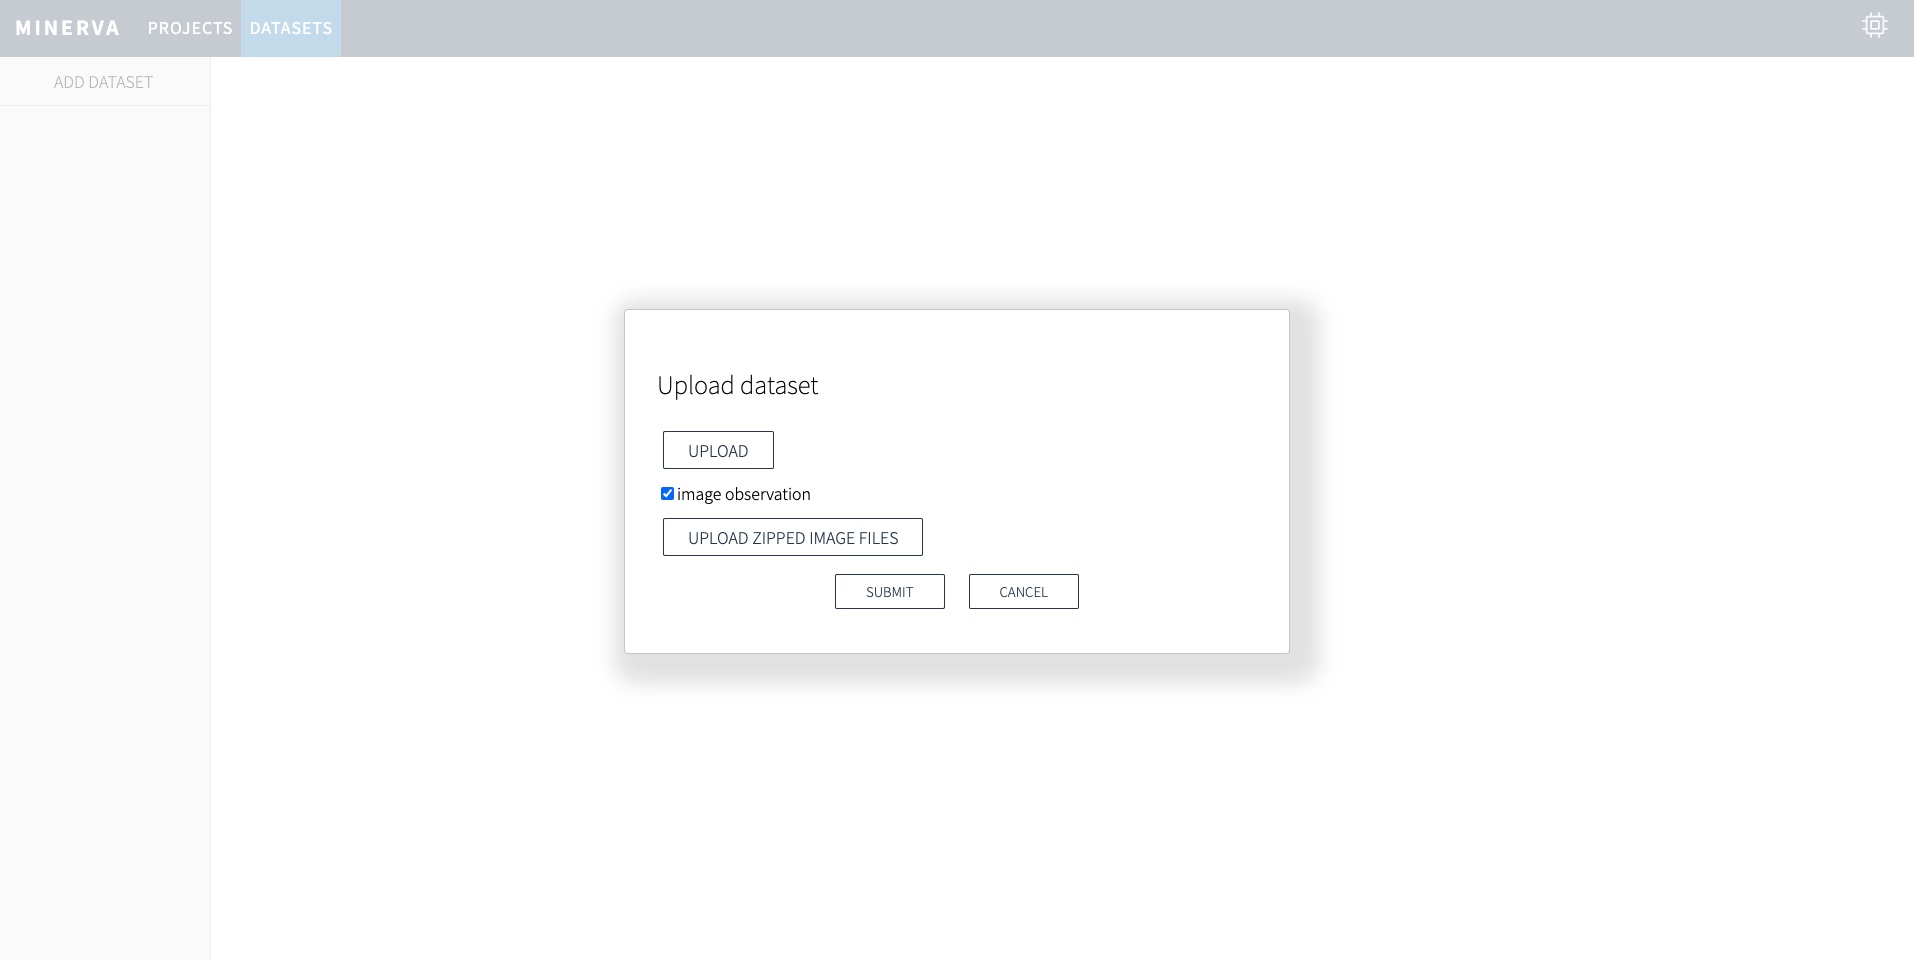 MINERVA PROJECTS DATASETS
ADD DATASET
Upload dataset
UPLOAD
image observation
UPLOAD ZIPPED IMAGE FILES
SUBMIT CANCEL